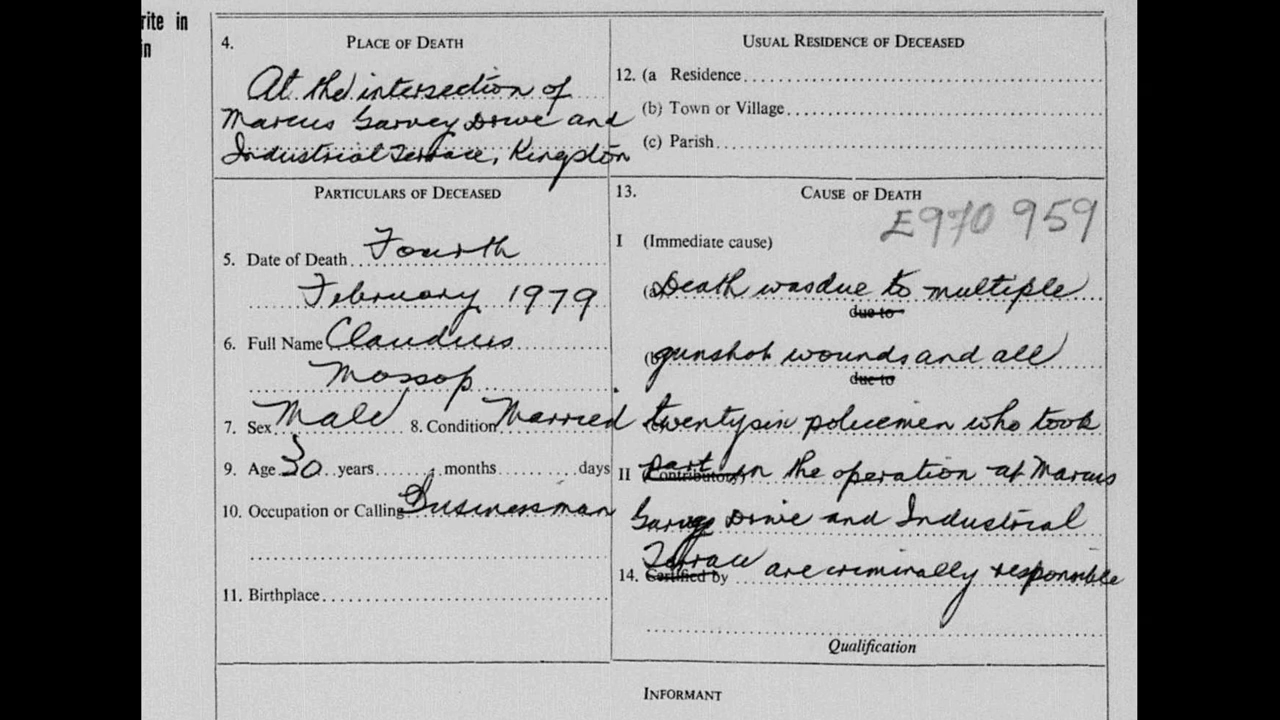 rite in
in
4. PLACE OF DEATH
At the intersection of
Marcus Garvey Drive and
Industrial Terrace, Kingston
USUAL RESIDENCE OF DECEASED
12. (a Residence
(b) Town or Village
(c) Parish
PARTICULARS OF DECEASED
5. Date of Death Fourth
February 1979
6. Full Name Claudius
Mossop
7. Sex Male 8. Condition Married
9. Age 30 years months days
10. Occupation or Calling Businessman
11. Birthplace
13. CAUSE OF DEATH
E970 959
I (Immediate cause)
(a) Death was due to multiple
due to
(b) gunshot wounds and all
due to
twentysix policemen who took
II Contributory part in the operation at Marcus
Garvey Drive and Industrial
14. Certified by Terrace are criminally responsible
Qualification
INFORMANT